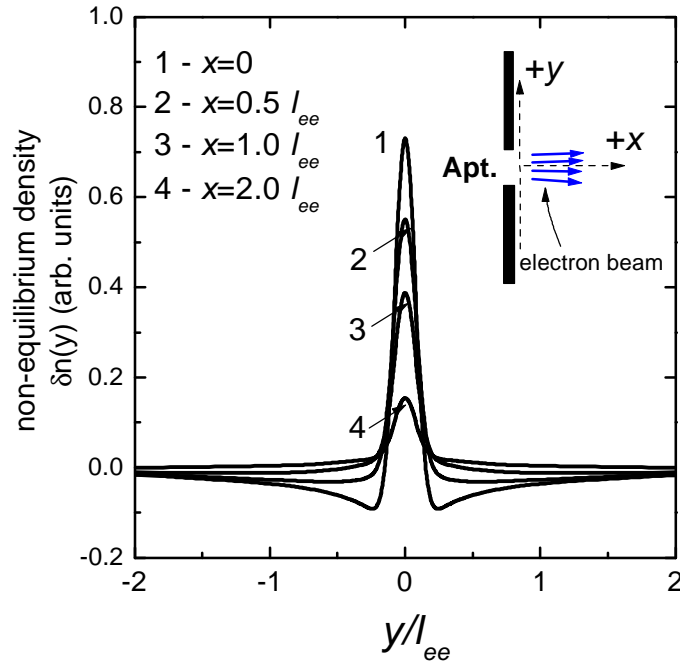 1.0
0.8
0.6
0.4
0.2
0.0
-0.2
non-equilibrium density
δn(y) (arb. units)
1 - x=0
2 - x=0.5 l_ee
3 - x=1.0 l_ee
4 - x=2.0 l_ee
+y
+x
Apt.
electron beam
1
2
3
4
-2
-1
0
1
2
y/l_ee